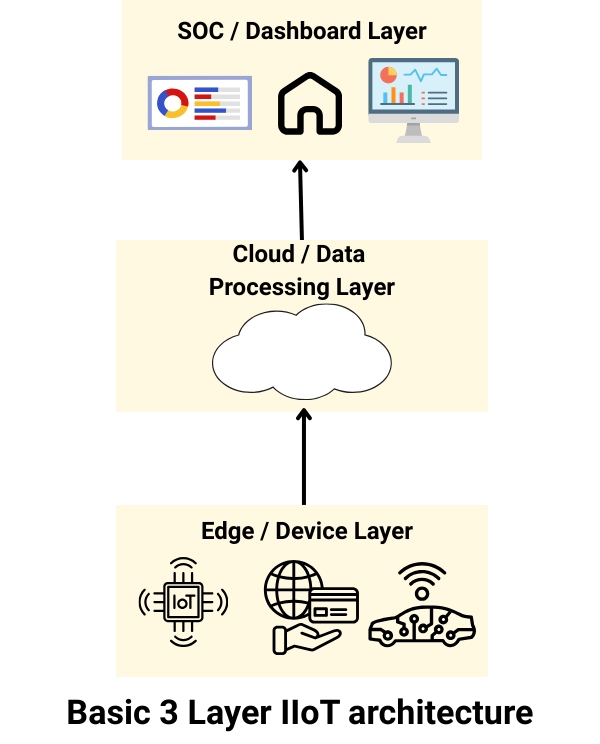 SOC / Dashboard Layer
Cloud / Data
Processing Layer
Edge / Device Layer
IoT
Basic 3 Layer IIoT architecture